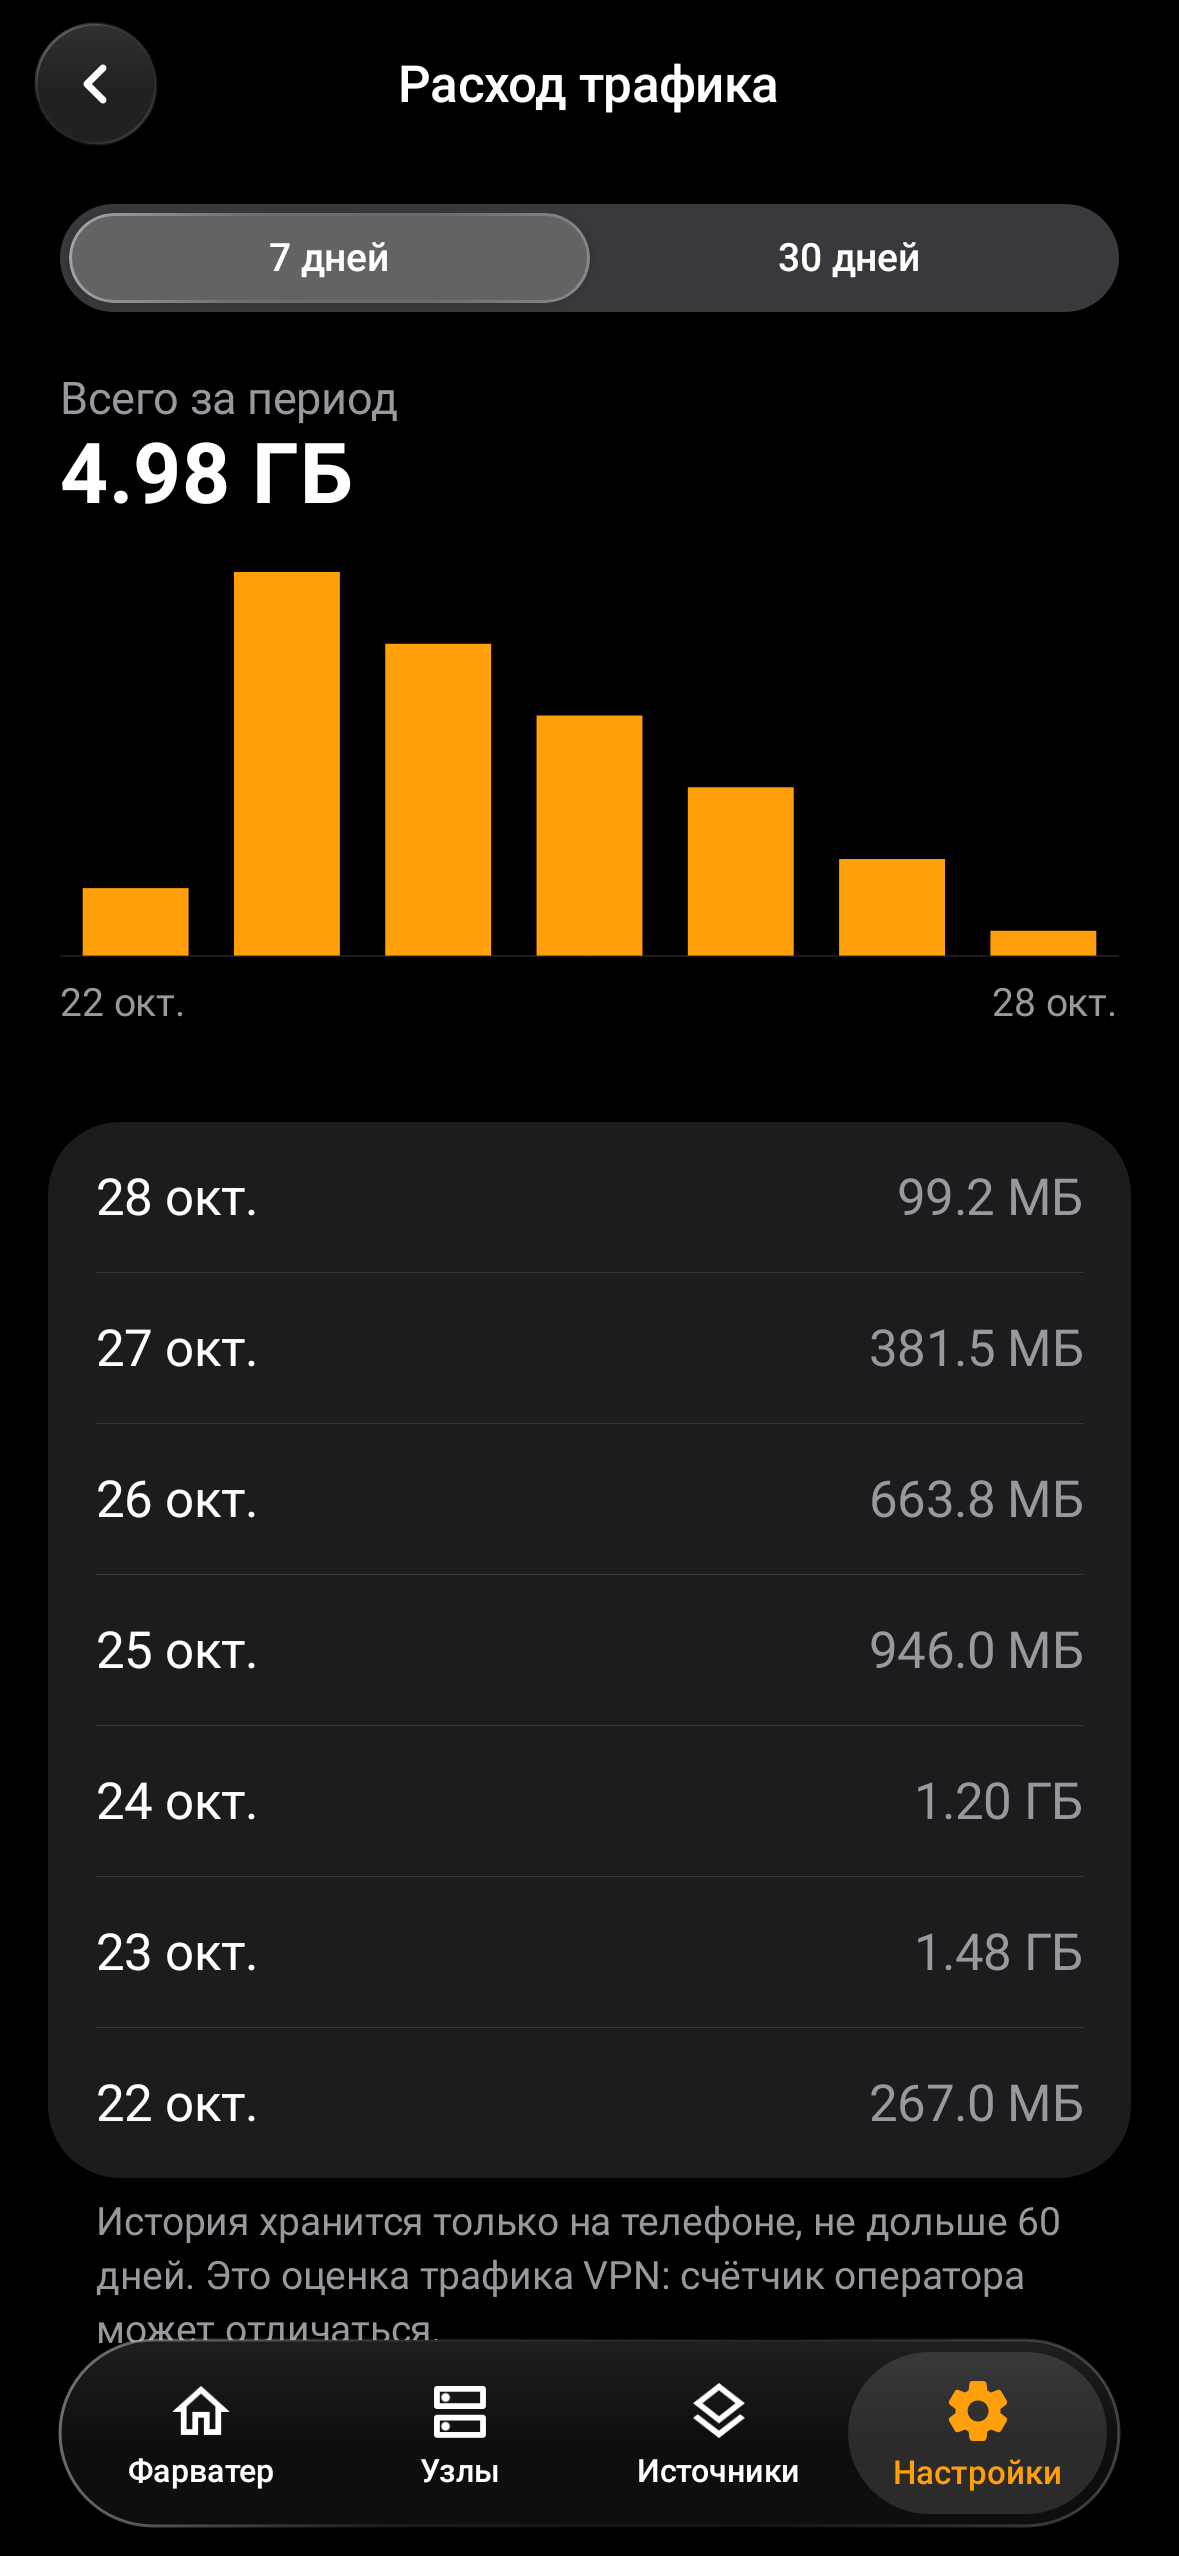 Расход трафика
7 дней
30 дней
Всего за период
4.98 ГБ
22 окт.
28 окт.
28 окт.
99.2 МБ
27 окт.
381.5 МБ
26 окт.
663.8 МБ
25 окт.
946.0 МБ
24 окт.
1.20 ГБ
23 окт.
1.48 ГБ
22 окт.
267.0 МБ
История хранится только на телефоне, не дольше 60
дней. Это оценка трафика VPN: счётчик оператора
может отличаться.
Фарватер
Узлы
Источники
Настройки